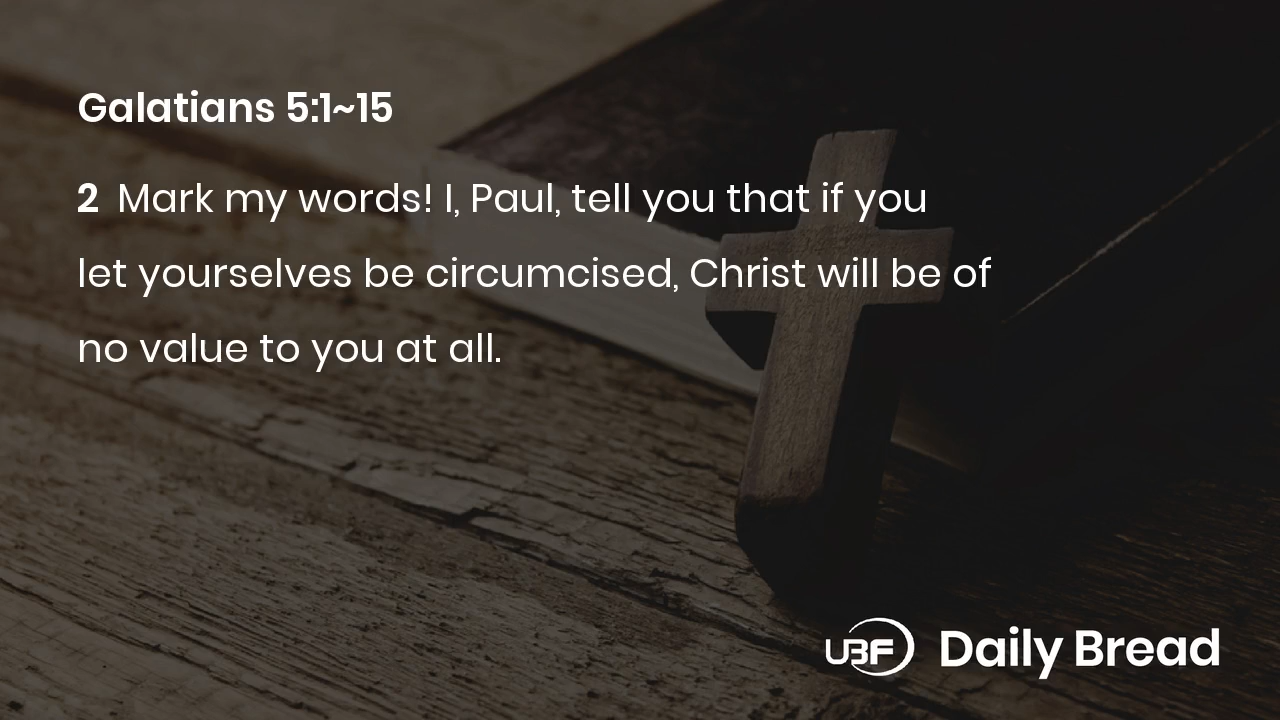 Galatians 5:1~15
2 Mark my words! I, Paul, tell you that if you
let yourselves be circumcised, Christ will be of
no value to you at all.
UBF Daily Bread